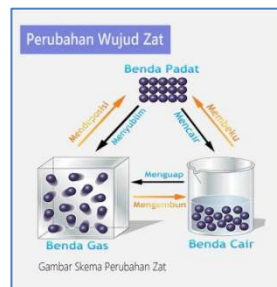 Perubahan Wujud Zat
Benda Padat
Mendeposisi
Menyublim
Mencair
Membeku
Menguap
Mengembun
Benda Gas
Benda Cair
Gambar Skema Perubahan Zat